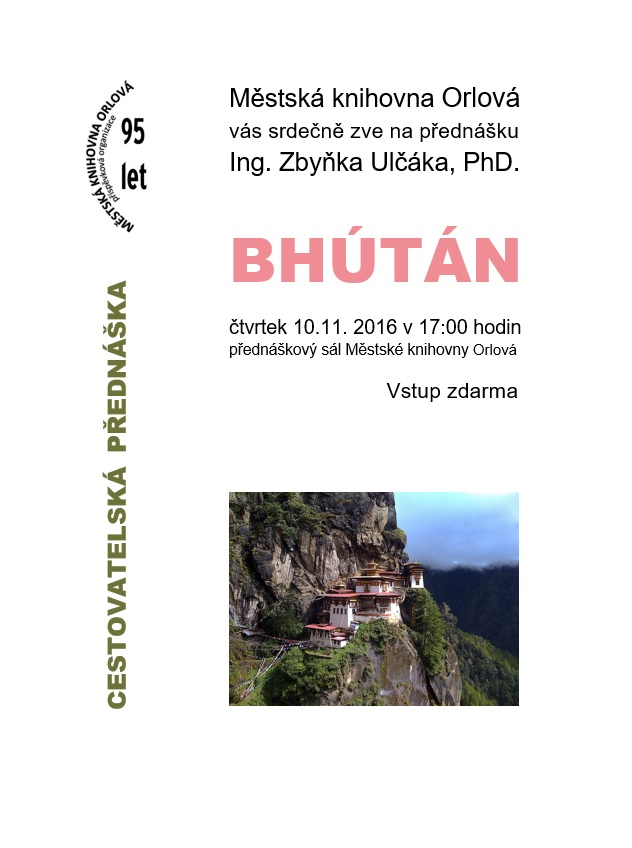 MĚSTSKÁ KNIHOVNA ORLOVÁ
příspěvková organizace
95
let
Městská knihovna Orlová
vás srdečně zve na přednášku
Ing. Zbyňka Ulčáka, PhD.
BHÚTÁN
čtvrtek 10.11. 2016 v 17:00 hodin
přednáškový sál Městské knihovny Orlová
Vstup zdarma
CESTOVATELSKÁ PŘEDNÁŠKA